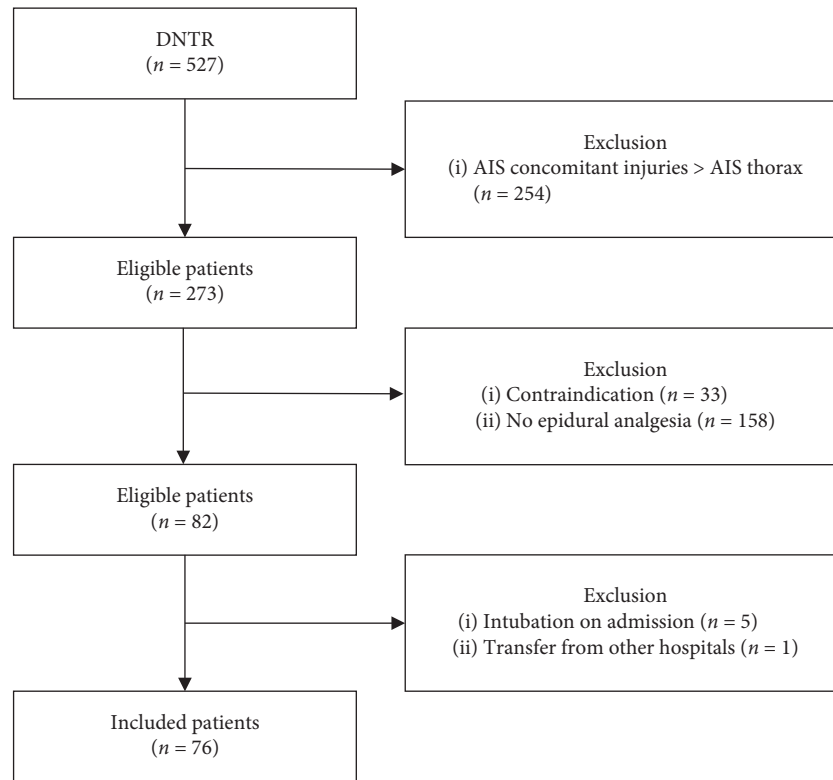 DNTR
(n = 527)
Exclusion
(i) AIS concomitant injuries > AIS thorax
(n = 254)
Eligible patients
(n = 273)
Exclusion
(i) Contraindication (n = 33)
(ii) No epidural analgesia (n = 158)
Eligible patients
(n = 82)
Exclusion
(i) Intubation on admission (n = 5)
(ii) Transfer from other hospitals (n = 1)
Included patients
(n = 76)